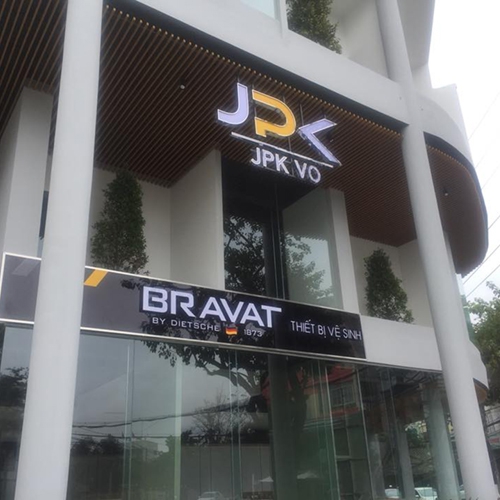 JPK
JPK VO
BRAVAT
BY DIETSCHE 1873
THIẾT BỊ VỆ SINH